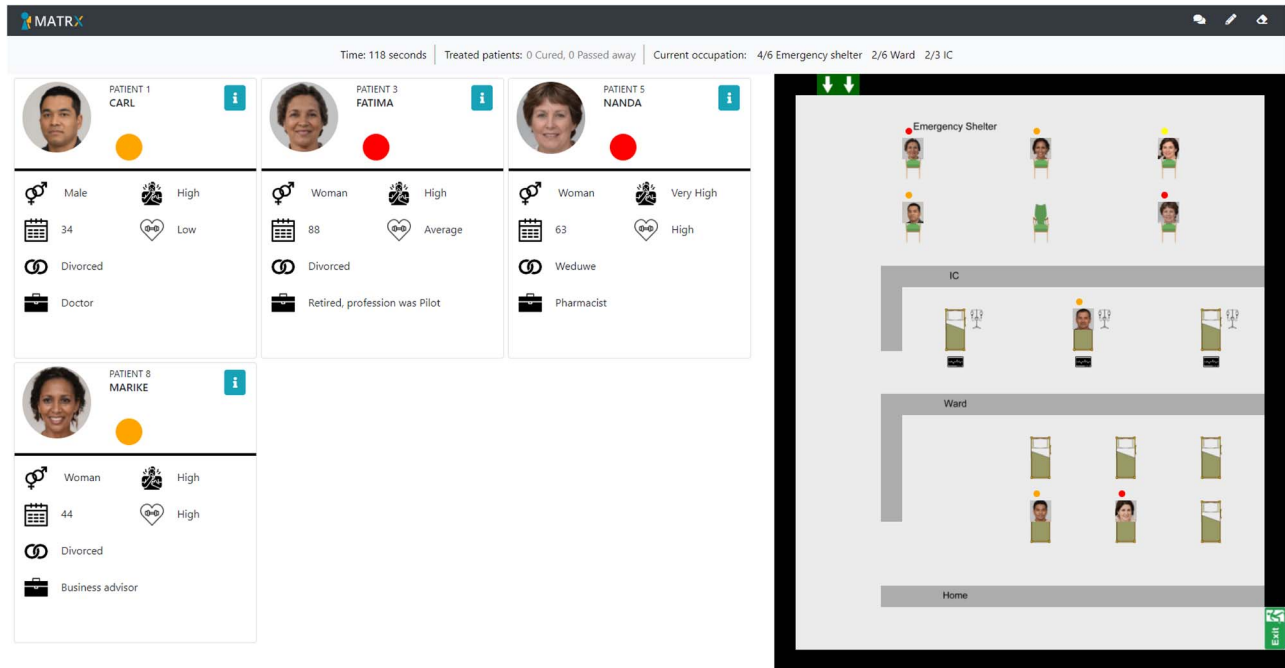 MATRX
Time: 118 seconds Treated patients: 0 Cured, 0 Passed away Current occupation: 4/6 Emergency shelter 2/6 Ward 2/3 IC
PATIENT 1
CARL
i
Male High
34 Low
Divorced
Doctor
PATIENT 3
FATIMA
i
Woman High
88 Average
Divorced
Retired, profession was Pilot
PATIENT 5
NANDA
i
Woman Very High
63 High
Weduwe
Pharmacist
PATIENT 8
MARIKE
i
Woman High
44 High
Divorced
Business advisor
Emergency Shelter
IC
Ward
Home
Exit